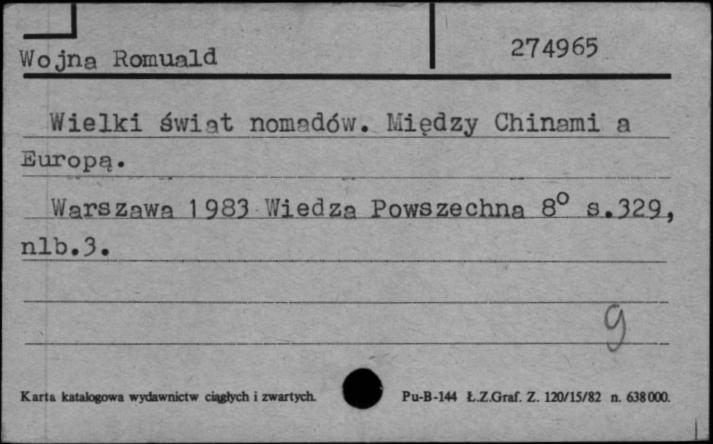 Wojna Romuald 274965
Wielki świat nomadów. Między Chinami a
Europą.
Warszawa 1983 Wiedza Powszechna 8° s.329,
nlb.3.
g
Karta katalogowa wydawnictw ciągłych i zwartych. Pu-B-144 Ł.Z.Graf. Z. 120/15/82 n. 638000.